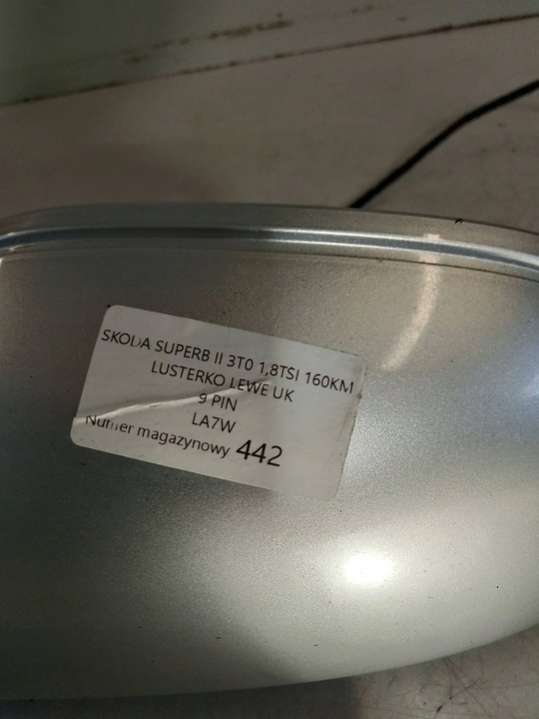 SKODA SUPERB II 3T0 1,8TSI 160KM
LUSTERKO LEWE UK
9 PIN
LA7W
Numer magazynowy 442